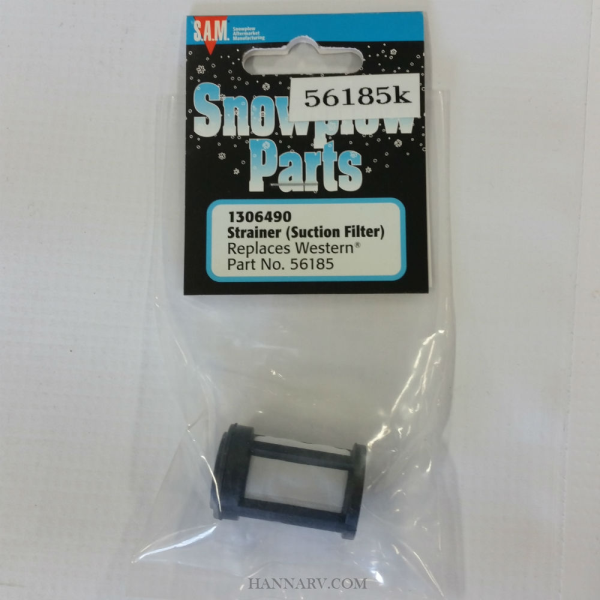 S.A.M.
Snowplow
Aftermarket
Manufacturing
56185k
Snowplow
Parts
1306490
Strainer (Suction Filter)
Replaces Western®
Part No. 56185
HANNARV.COM